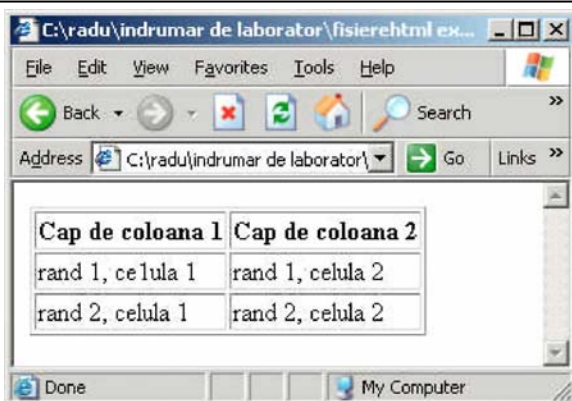 C:\radu\indrumar de laborator\fisierehtml ex...
File Edit View Favorites Tools Help
Back Search »
Address C:\radu\indrumar de laborator\ Go Links »
Cap de coloana 1 Cap de coloana 2
rand 1, ce1ula 1 rand 1, celula 2
rand 2, celula 1 rand 2, celula 2
Done My Computer